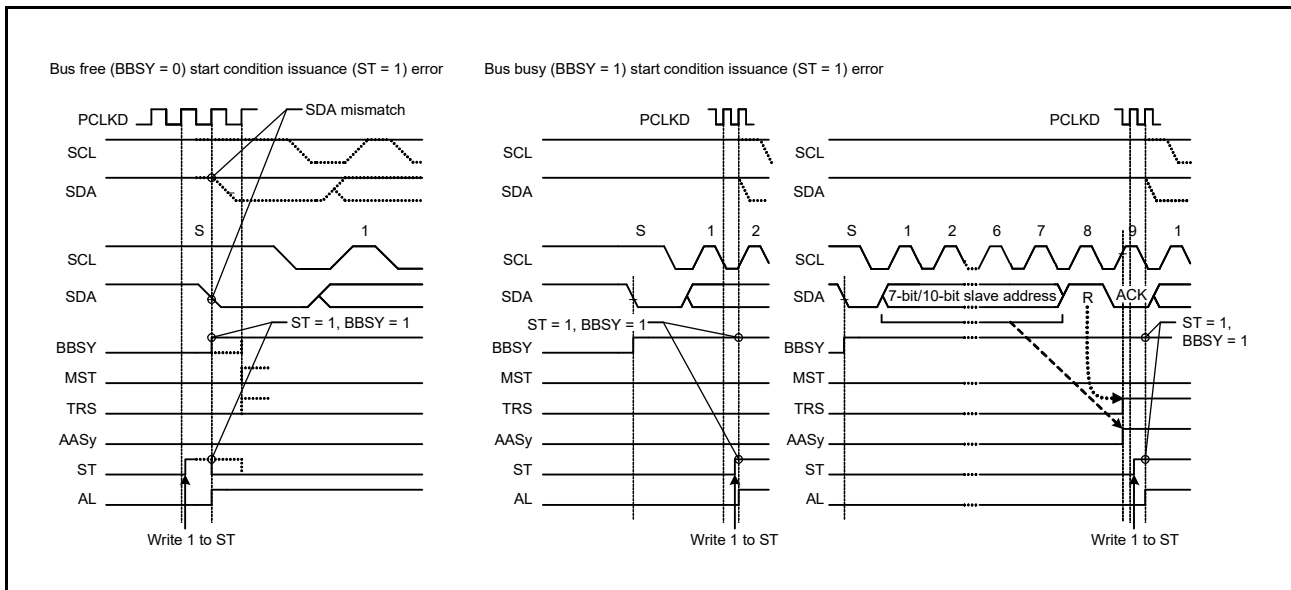 Bus free (BBSY = 0) start condition issuance (ST = 1) error
Bus busy (BBSY = 1) start condition issuance (ST = 1) error
PCLKD
SDA mismatch
SCL
SDA
S 1
SCL
SDA
ST = 1, BBSY = 1
BBSY
MST
TRS
AASy
ST
AL
Write 1 to ST
PCLKD
SCL
SDA
S 1 2
SCL
SDA
ST = 1, BBSY = 1
BBSY
MST
TRS
AASy
ST
AL
Write 1 to ST
PCLKD
SCL
SDA
S 1 2 6 7 8 9 1
SCL
SDA
7-bit/10-bit slave address R ACK
ST = 1,
BBSY = 1
BBSY
MST
TRS
AASy
ST
AL
Write 1 to ST